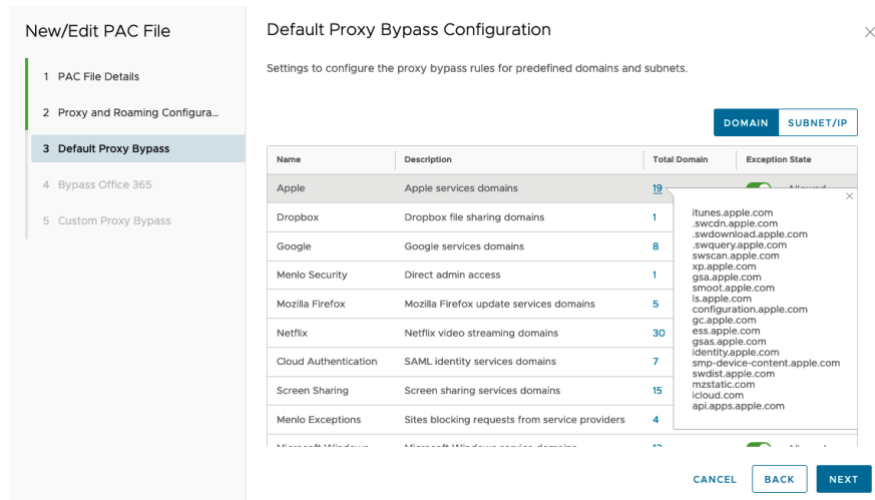 New/Edit PAC File
1 PAC File Details
2 Proxy and Roaming Configura...
3 Default Proxy Bypass
4 Bypass Office 365
5 Custom Proxy Bypass
Default Proxy Bypass Configuration
Settings to configure the proxy bypass rules for predefined domains and subnets.
DOMAIN SUBNET/IP
Name Description Total Domain Exception State
Apple Apple services domains 19 Allowed
Dropbox Dropbox file sharing domains 1
Google Google services domains 8
Menlo Security Direct admin access 1
Mozilla Firefox Mozilla Firefox update services domains 5
Netflix Netflix video streaming domains 30
Cloud Authentication SAML identity services domains 7
Screen Sharing Screen sharing services domains 15
Menlo Exceptions Sites blocking requests from service providers 4
Microsoft Windows Microsoft Windows service domains
itunes.apple.com
.swcdn.apple.com
.swdownload.apple.com
.swquery.apple.com
swscan.apple.com
xp.apple.com
gsa.apple.com
smoot.apple.com
ls.apple.com
configuration.apple.com
gc.apple.com
ess.apple.com
gsas.apple.com
identity.apple.com
smp-device-content.apple.com
swdist.apple.com
mzstatic.com
icloud.com
api.apps.apple.com
CANCEL BACK NEXT